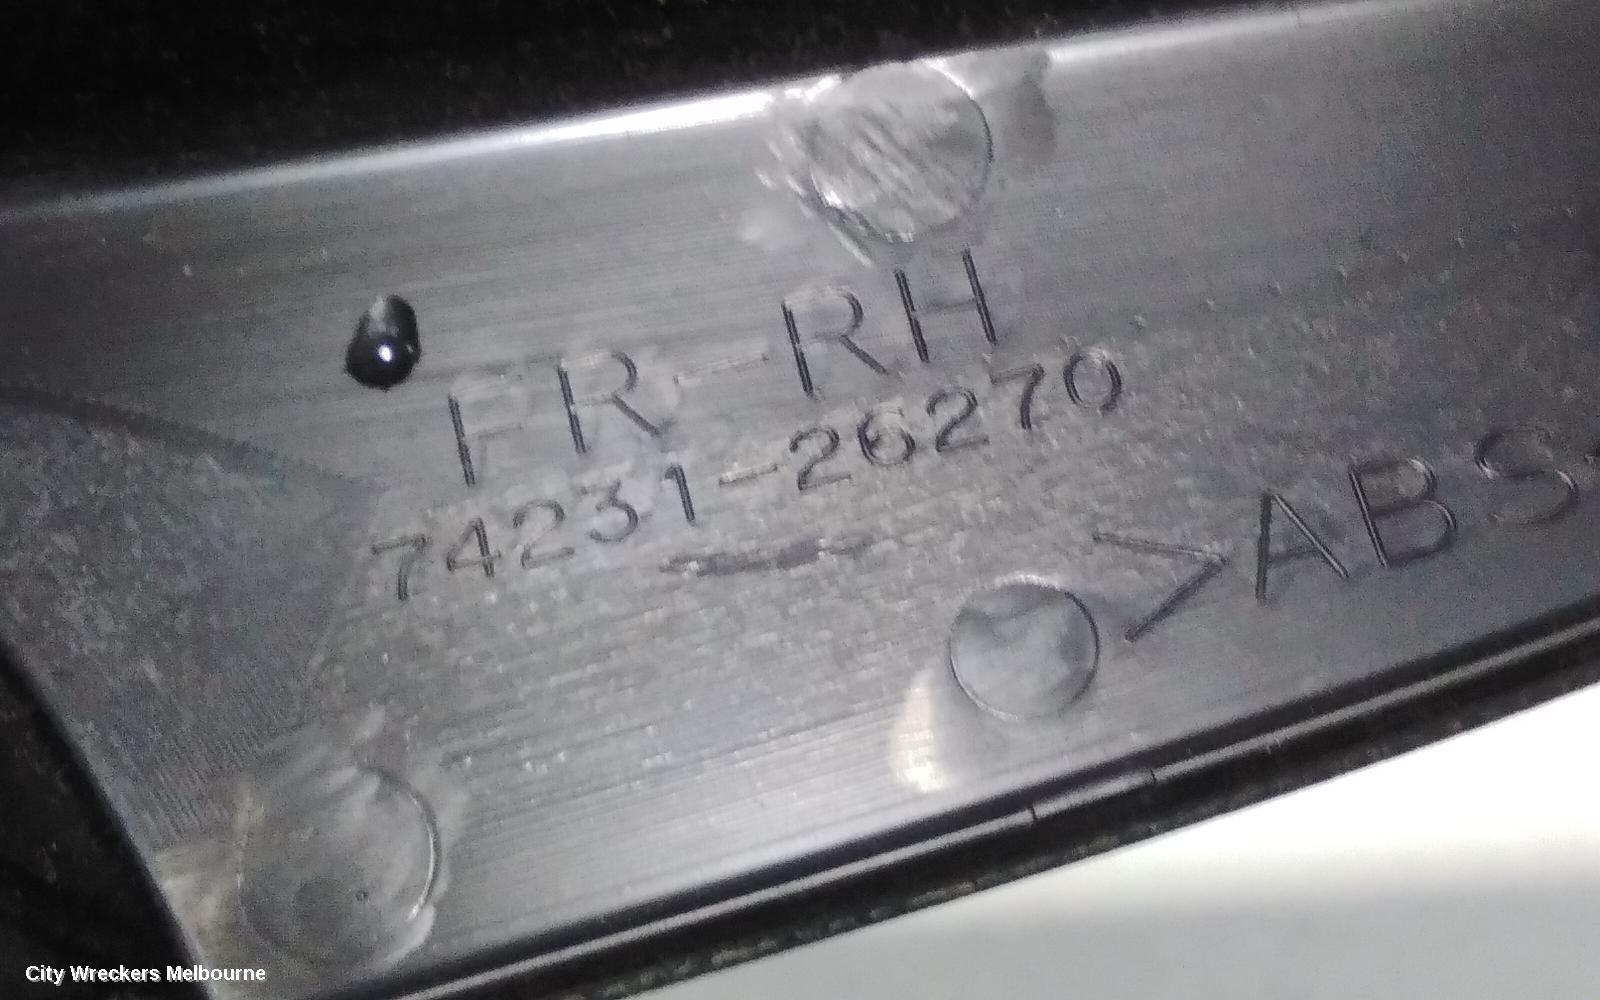 FR-RH
74231-26270
>ABS
City Wreckers Melbourne